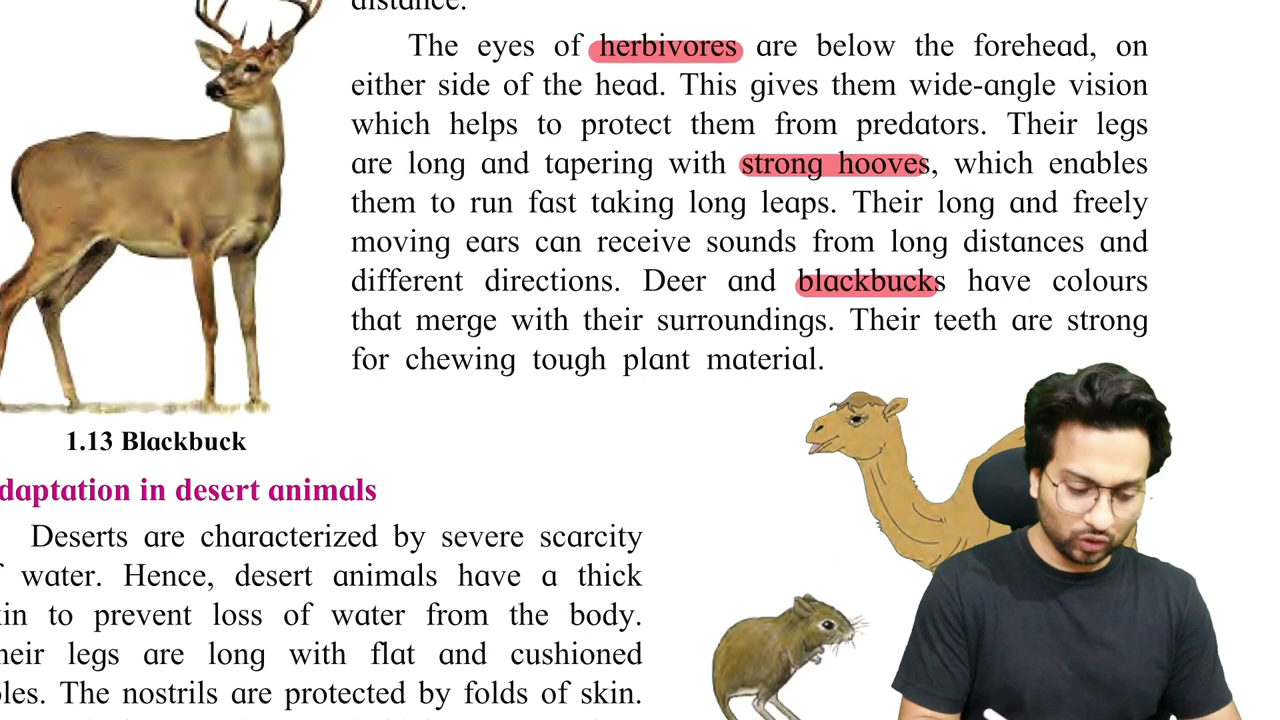 distance.
The eyes of herbivores are below the forehead, on
either side of the head. This gives them wide-angle vision
which helps to protect them from predators. Their legs
are long and tapering with strong hooves, which enables
them to run fast taking long leaps. Their long and freely
moving ears can receive sounds from long distances and
different directions. Deer and blackbucks have colours
that merge with their surroundings. Their teeth are strong
for chewing tough plant material.
1.13 Blackbuck
daptation in desert animals
Deserts are characterized by severe scarcity
f water. Hence, desert animals have a thick
kin to prevent loss of water from the body.
heir legs are long with flat and cushioned
oles. The nostrils are protected by folds of skin.